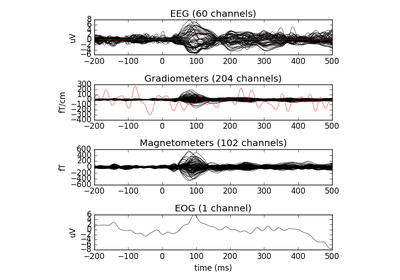 EEG (60 channels)
8
6
4
2
0
−2
−4
−6
uV
−200 −100 0 100 200 300 400 500
Gradiometers (204 channels)
300
200
100
0
−100
−200
−300
−400
fT/cm
−200 −100 0 100 200 300 400 500
Magnetometers (102 channels)
600
400
200
0
−200
−400
−600
fT
−200 −100 0 100 200 300 400 500
EOG (1 channel)
6
4
2
0
−2
−4
−6
−8
uV
−200 −100 0 100 200 300 400 500
time (ms)